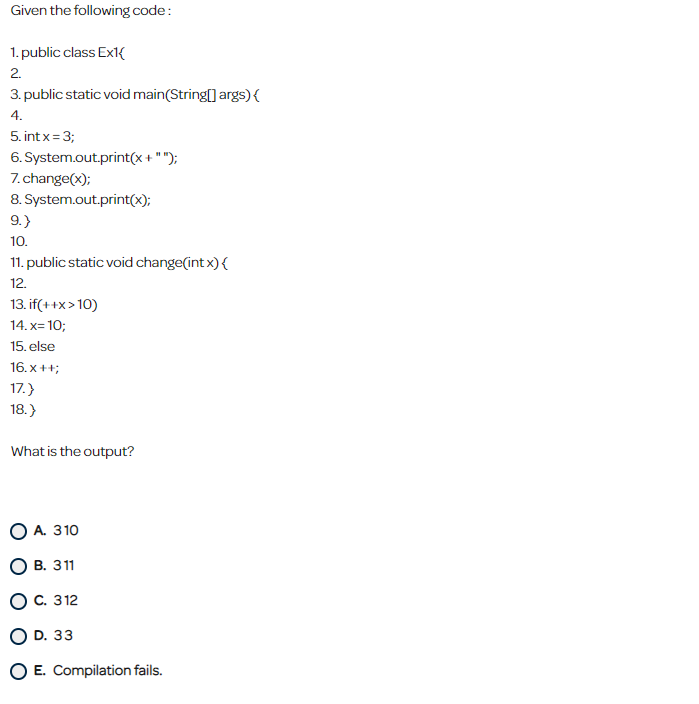 Given the following code :
1. public class Ex1{
2.
3. public static void main(String[] args) {
4.
5. int x = 3;
6. System.out.print(x + " ");
7. change(x);
8. System.out.print(x);
9. }
10.
11. public static void change(int x) {
12.
13. if(++x > 10)
14. x= 10;
15. else
16. x ++;
17. }
18. }
What is the output?
A. 3 10
B. 3 11
C. 3 12
D. 3 3
E. Compilation fails.